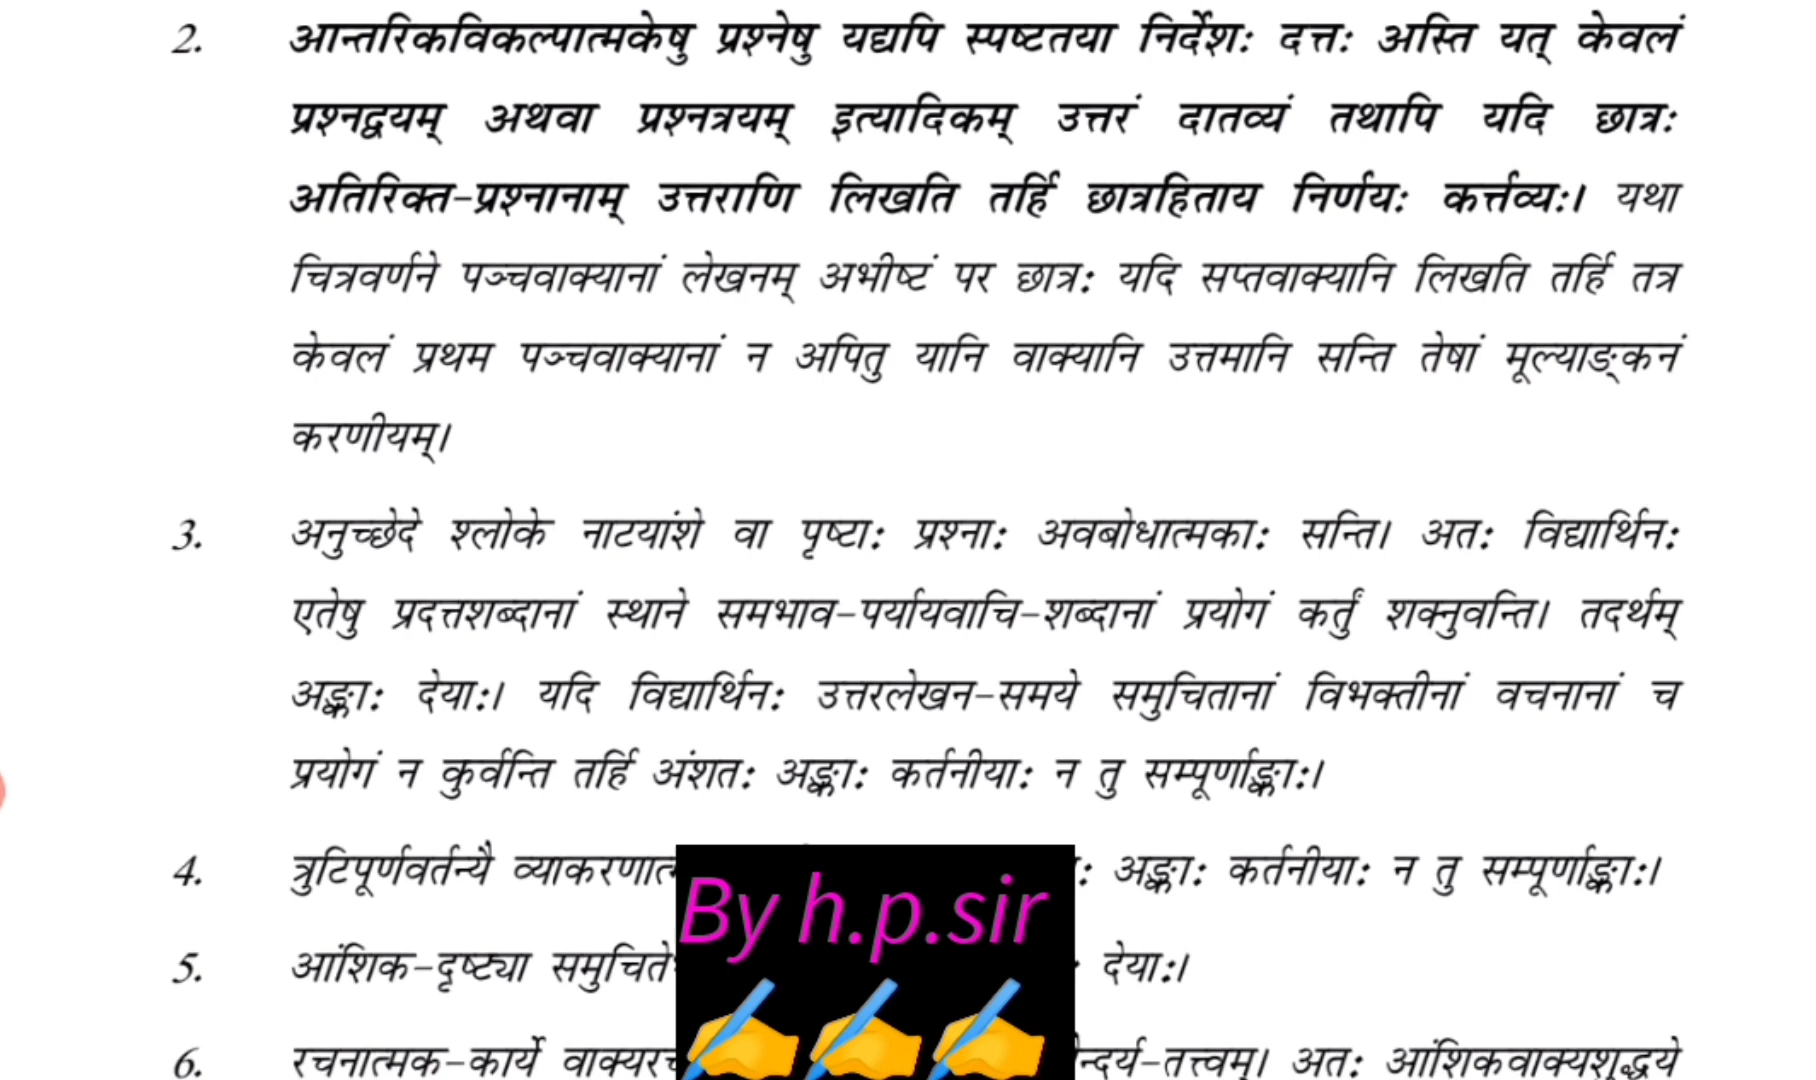 2. आन्तरिकविकल्पात्मकेषु प्रश्नेषु यद्यपि स्पष्टतया निर्देशः दत्तः अस्ति यत् केवलं
प्रश्नद्वयम् अथवा प्रश्नत्रयम् इत्यादिकम् उत्तरं दातव्यं तथापि यदि छात्रः
अतिरिक्त-प्रश्नानाम् उत्तराणि लिखति तर्हि छात्रहिताय निर्णयः कर्त्तव्यः। यथा
चित्रवर्णने पञ्चवाक्यानां लेखनम् अभीष्टं पर छात्रः यदि सप्तवाक्यानि लिखति तर्हि तत्र
केवलं प्रथम पञ्चवाक्यानां न अपितु यानि वाक्यानि उत्तमानि सन्ति तेषां मूल्याङ्कनं
करणीयम्।
3. अनुच्छेदे श्लोके नाटयांशे वा पृष्टाः प्रश्नाः अवबोधात्मकाः सन्ति। अतः विद्यार्थिनः
एतेषु प्रदत्तशब्दानां स्थाने समभाव-पर्यायवाचि-शब्दानां प्रयोगं कर्तुं शक्नुवन्ति। तदर्थम्
अङ्काः देयाः। यदि विद्यार्थिनः उत्तरलेखन-समये समुचितानां विभक्तीनां वचनानां च
प्रयोगं न कुर्वन्ति तर्हि अंशतः अङ्काः कर्तनीयाः न तु सम्पूर्णाङ्काः।
4. त्रुटिपूर्णवर्तन्यै अङ्काः कर्तनीयाः न तु सम्पूर्णाङ्काः।
5. आंशिक-दृष्ट्या देयाः।
6. रचनात्मक-कार्ये अतः आंशिकवाक्यशुद्धये
By h.p.sir